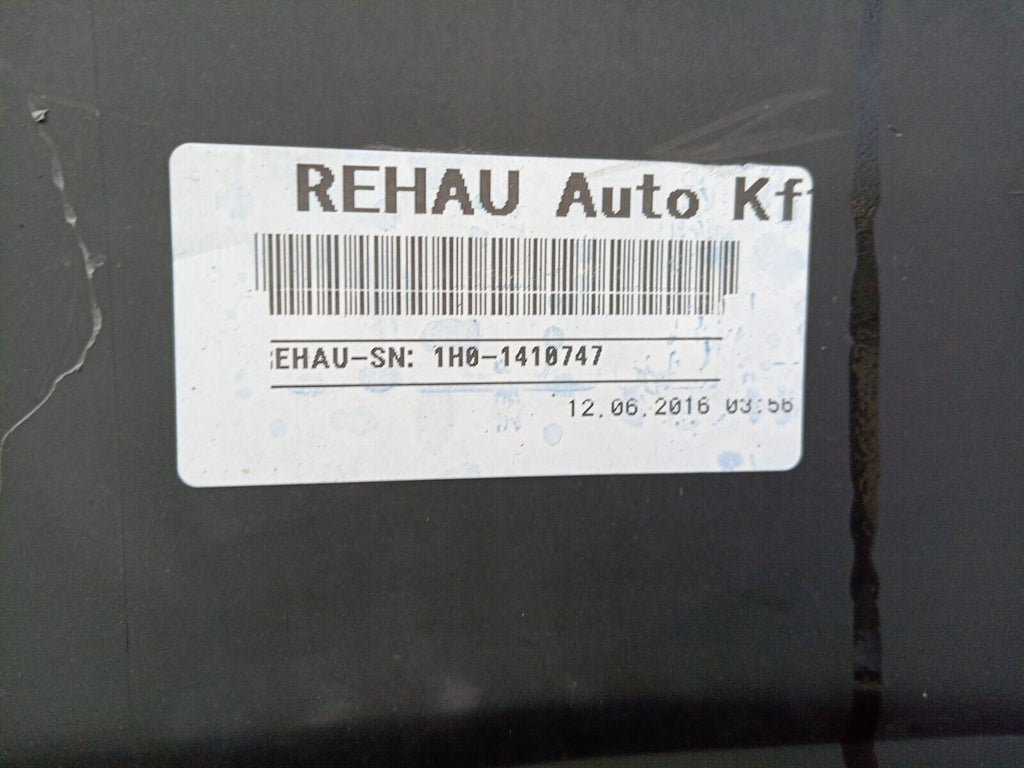 REHAU Auto Kf
EHAU-SN: 1H0-1410747
12.06.2016 03:56